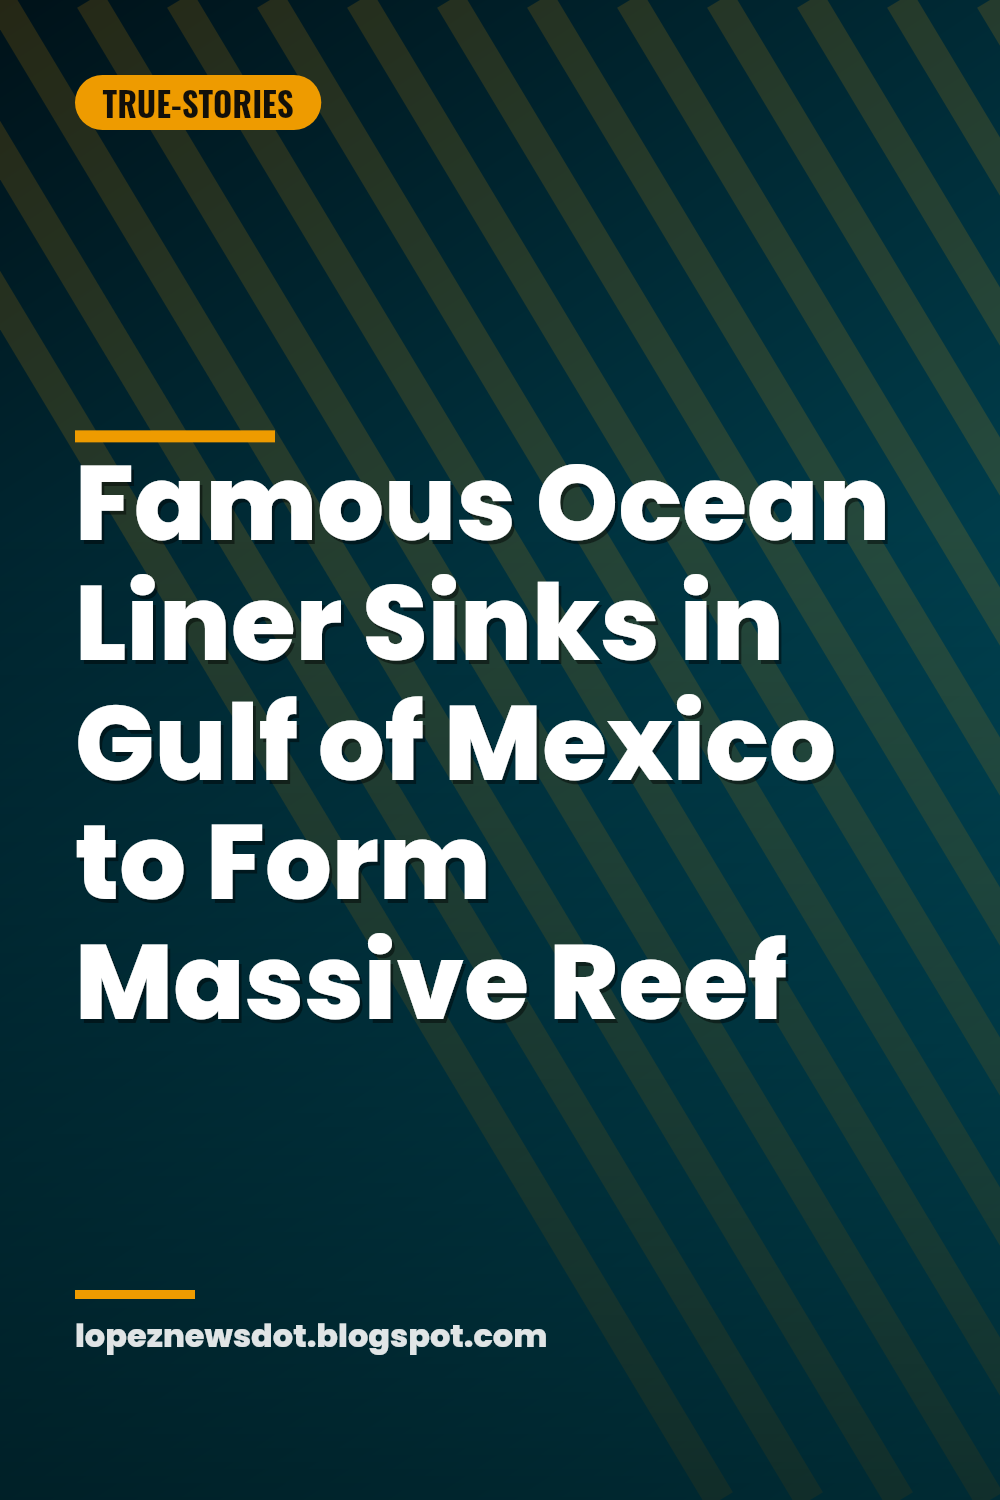 TRUE-STORIES
Famous Ocean
Liner Sinks in
Gulf of Mexico
to Form
Massive Reef
lopeznewsdot.blogspot.com